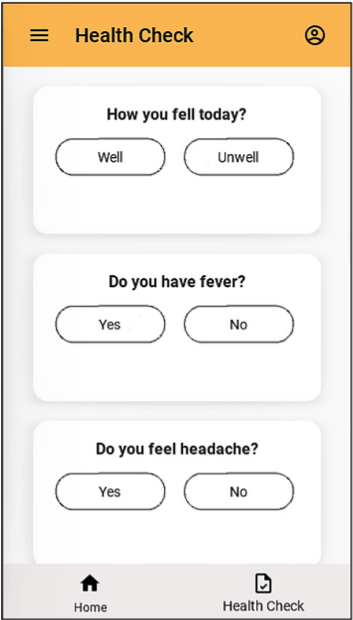 Health Check
How you fell today?
Well Unwell
Do you have fever?
Yes No
Do you feel headache?
Yes No
Home Health Check